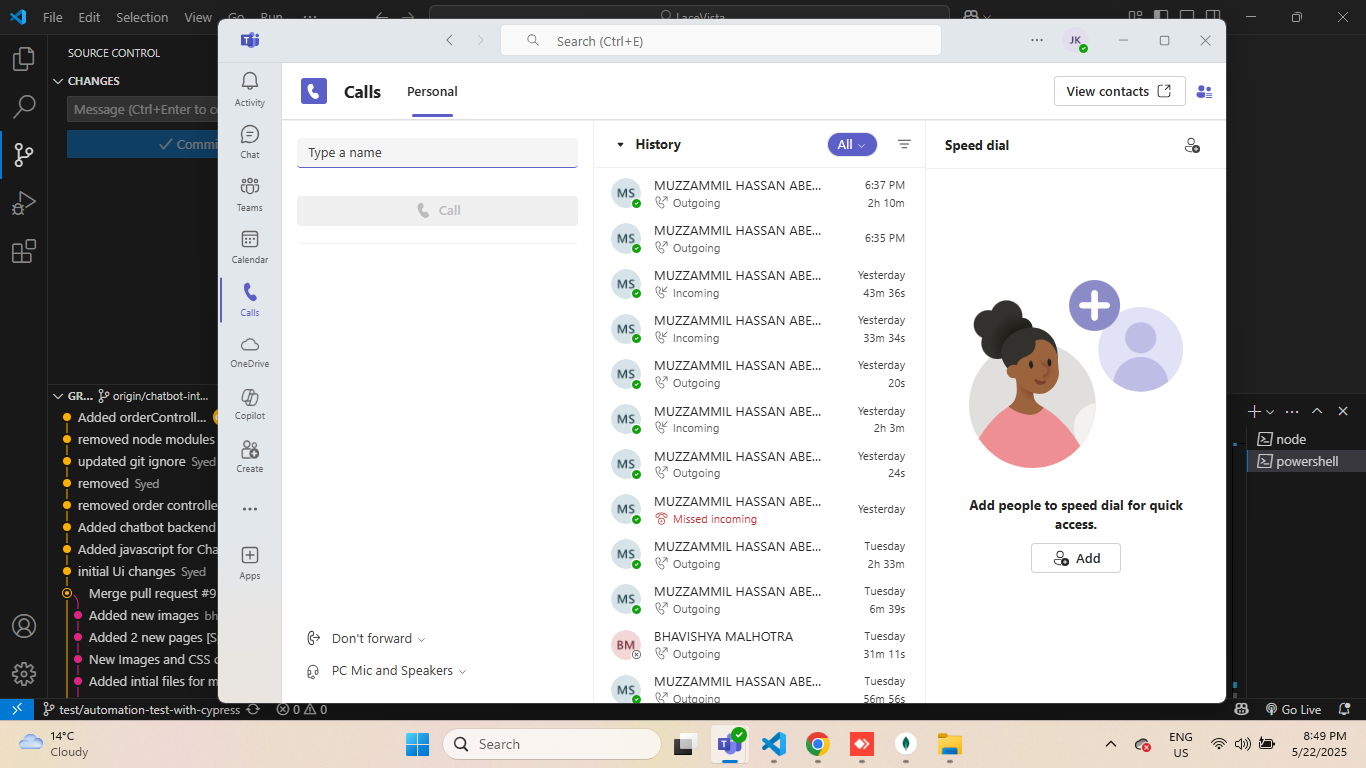 File Edit Selection View Go Run ...
LaceVista
SOURCE CONTROL
CHANGES
Message (Ctrl+Enter to co
Commi
GR... origin/chatbot-int...
Added orderControll...
removed node modules
updated git ignore Syed
removed Syed
removed order controlle
Added chatbot backend
Added javascript for Cha
initial Ui changes Syed
Merge pull request #9
Added new images bh
Added 2 new pages [S
New Images and CSS c
Added intial files for m
test/automation-test-with-cypress
0 0
Search (Ctrl+E)
JK
Activity
Chat
Teams
Calendar
Calls
OneDrive
Copilot
Create
Apps
Calls Personal
View contacts
Type a name
Call
Don't forward
PC Mic and Speakers
History
All
MS MUZZAMMIL HASSAN ABE... 6:37 PM
Outgoing 2h 10m
MS MUZZAMMIL HASSAN ABE... 6:35 PM
Outgoing
MS MUZZAMMIL HASSAN ABE... Yesterday
Incoming 43m 36s
MS MUZZAMMIL HASSAN ABE... Yesterday
Incoming 33m 34s
MS MUZZAMMIL HASSAN ABE... Yesterday
Outgoing 20s
MS MUZZAMMIL HASSAN ABE... Yesterday
Incoming 2h 3m
MS MUZZAMMIL HASSAN ABE... Yesterday
Outgoing 24s
MS MUZZAMMIL HASSAN ABE... Yesterday
Missed incoming
MS MUZZAMMIL HASSAN ABE... Tuesday
Outgoing 2h 33m
MS MUZZAMMIL HASSAN ABE... Tuesday
Outgoing 6m 39s
BM BHAVISHYA MALHOTRA Tuesday
Outgoing 31m 11s
MS MUZZAMMIL HASSAN ABE... Tuesday
Outgoing 56m 56s
Speed dial
Add people to speed dial for quick
access.
Add
node
powershell
Go Live
14°C
Cloudy
Search
ENG
US
8:49 PM
5/22/2025